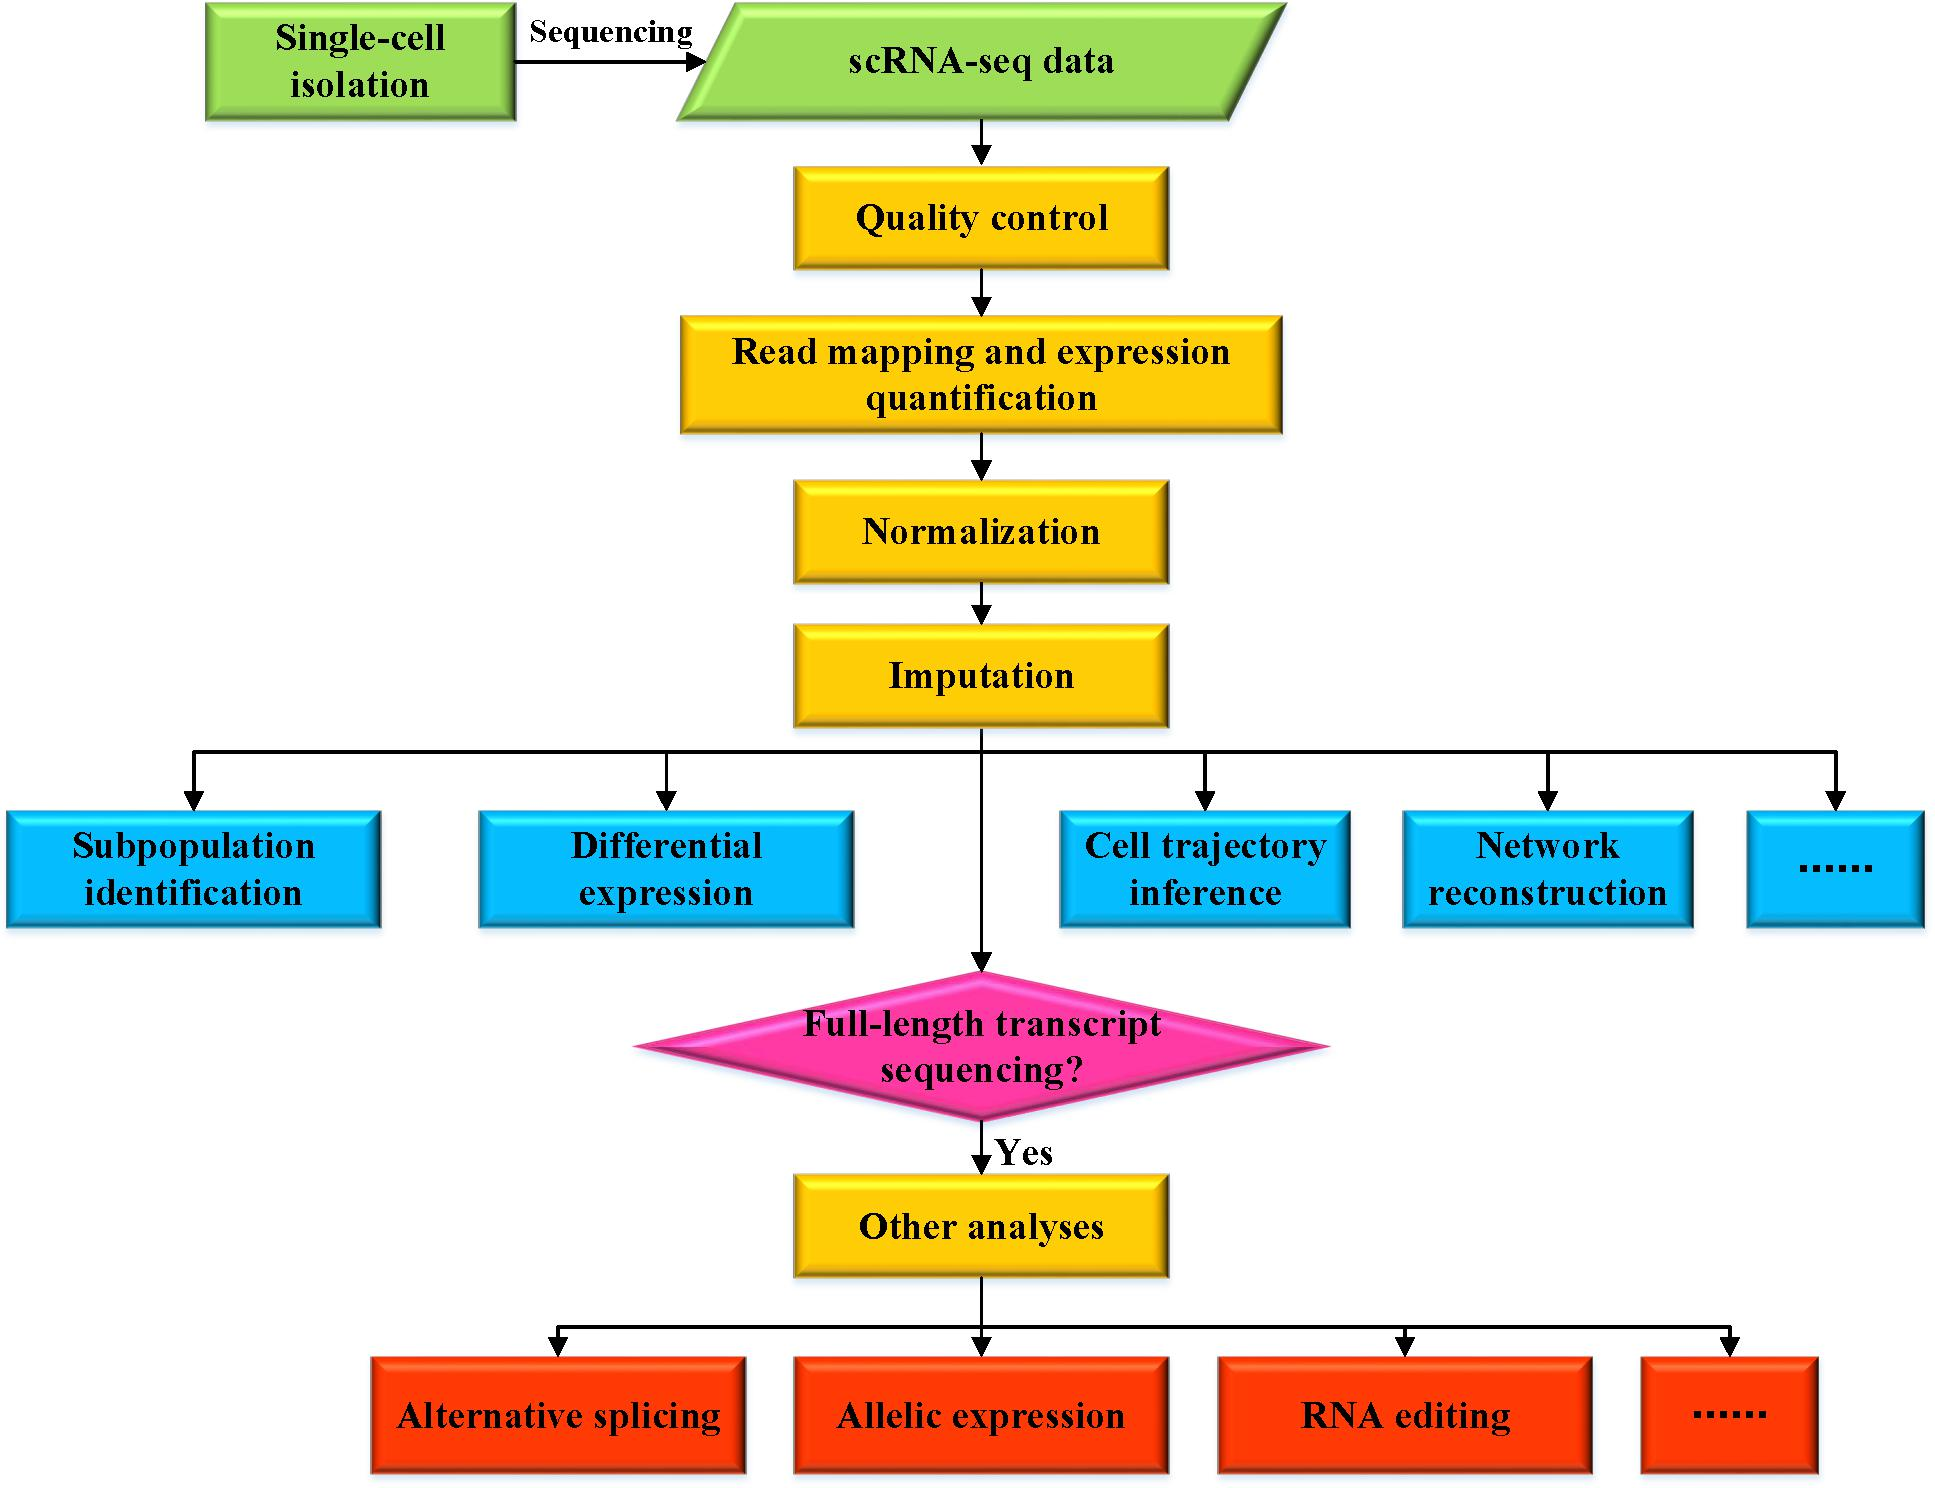 Single-cell
isolation
Sequencing
scRNA-seq data
Quality control
Read mapping and expression
quantification
Normalization
Imputation
Subpopulation
identification
Differential
expression
Cell trajectory
inference
Network
reconstruction
······
Full-length transcript
sequencing?
Yes
Other analyses
Alternative splicing
Allelic expression
RNA editing
······